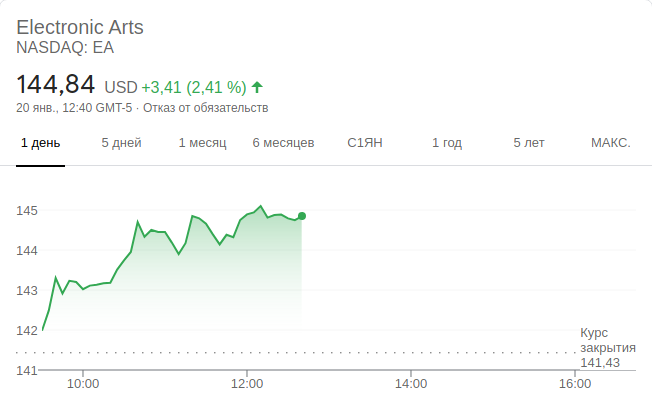 Electronic Arts
NASDAQ: EA
144,84 USD +3,41 (2,41 %)
20 янв., 12:40 GMT-5 · Отказ от обязательств
1 день 5 дней 1 месяц 6 месяцев С1ЯН 1 год 5 лет МАКС.
145
144
143
142
Курс
закрытия
141,43
141
10:00 12:00 14:00 16:00